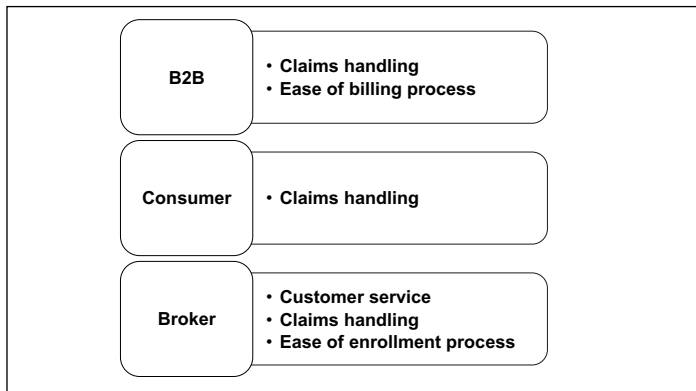 B2B
• Claims handling
• Ease of billing process
Consumer
• Claims handling
Broker
• Customer service
• Claims handling
• Ease of enrollment process